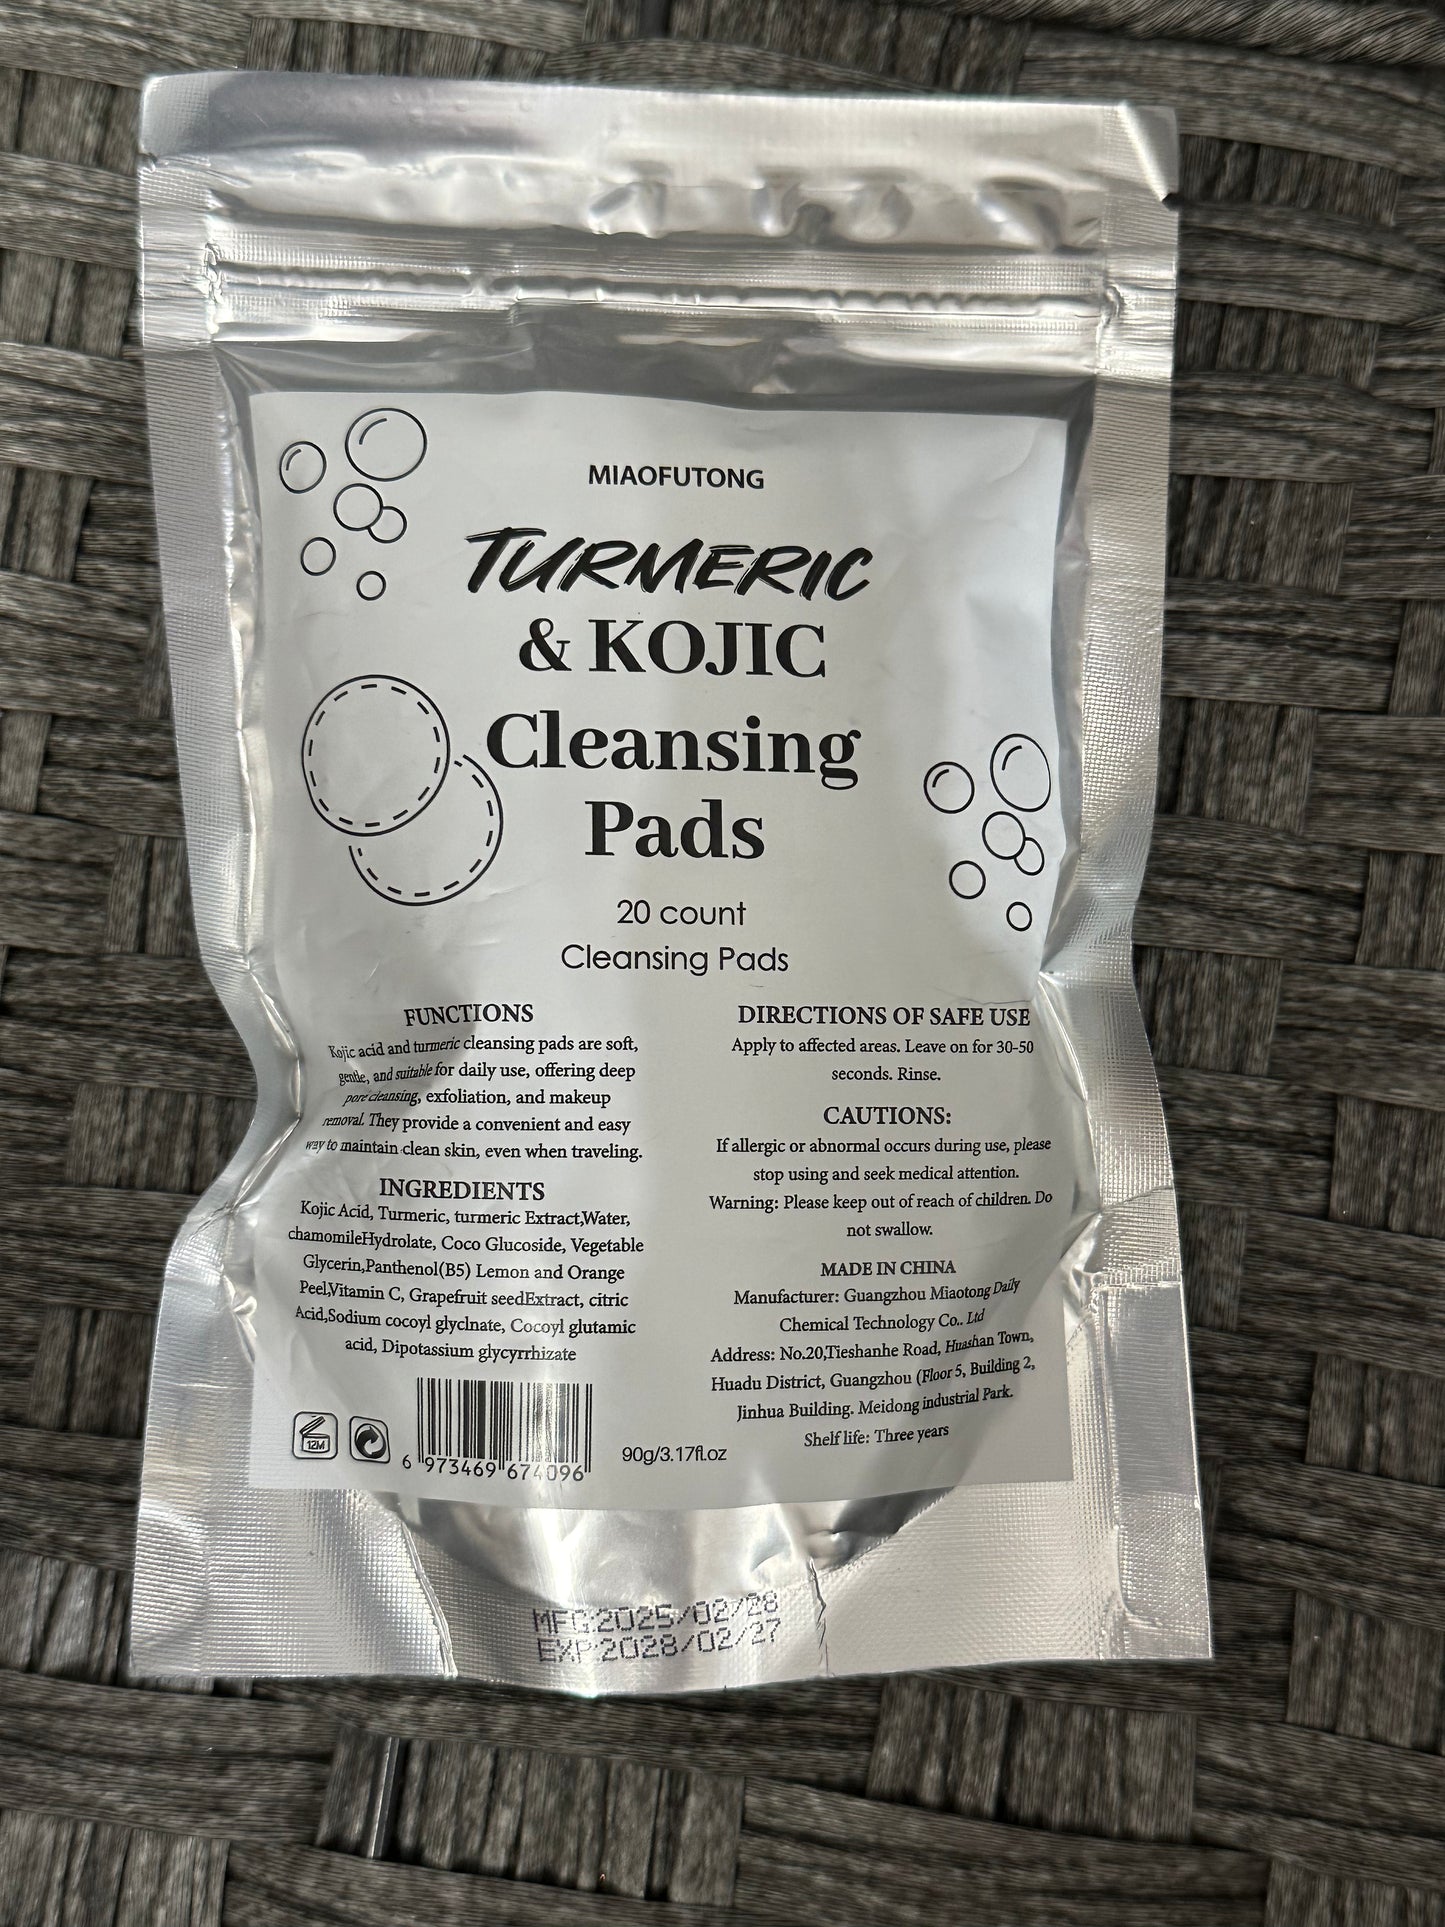 MIAOFUTONG
TURMERIC
& KOJIC
Cleansing
Pads
20 count
Cleansing Pads
FUNCTIONS
Kojic acid and turmeric cleansing pads are soft,
gentle, and suitable for daily use, offering deep
pore cleansing, exfoliation, and makeup
removal. They provide a convenient and easy
way to maintain clean skin, even when traveling.
INGREDIENTS
Kojic Acid, Turmeric, turmeric Extract,Water,
chamomileHydrolate, Coco Glucoside, Vegetable
Glycerin,Panthenol(B5) Lemon and Orange
Peel,Vitamin C, Grapefruit seedExtract, citric
Acid,Sodium cocoyl glyclnate, Cocoyl glutamic
acid, Dipotassium glycyrrhizate
12M
6 973469 674096
90g/3.17fl.oz
DIRECTIONS OF SAFE USE
Apply to affected areas. Leave on for 30-50
seconds. Rinse.
CAUTIONS:
If allergic or abnormal occurs during use, please
stop using and seek medical attention.
Warning: Please keep out of reach of children. Do
not swallow.
MADE IN CHINA
Manufacturer: Guangzhou Miaotong Daily
Chemical Technology Co.. Ltd
Address: No.20,Tieshanhe Road, Huashan Town,
Huadu District, Guangzhou (Floor 5, Building 2,
Jinhua Building. Meidong industrial Park.
Shelf life: Three years
MFG:2025/02/28
EXP:2028/02/27